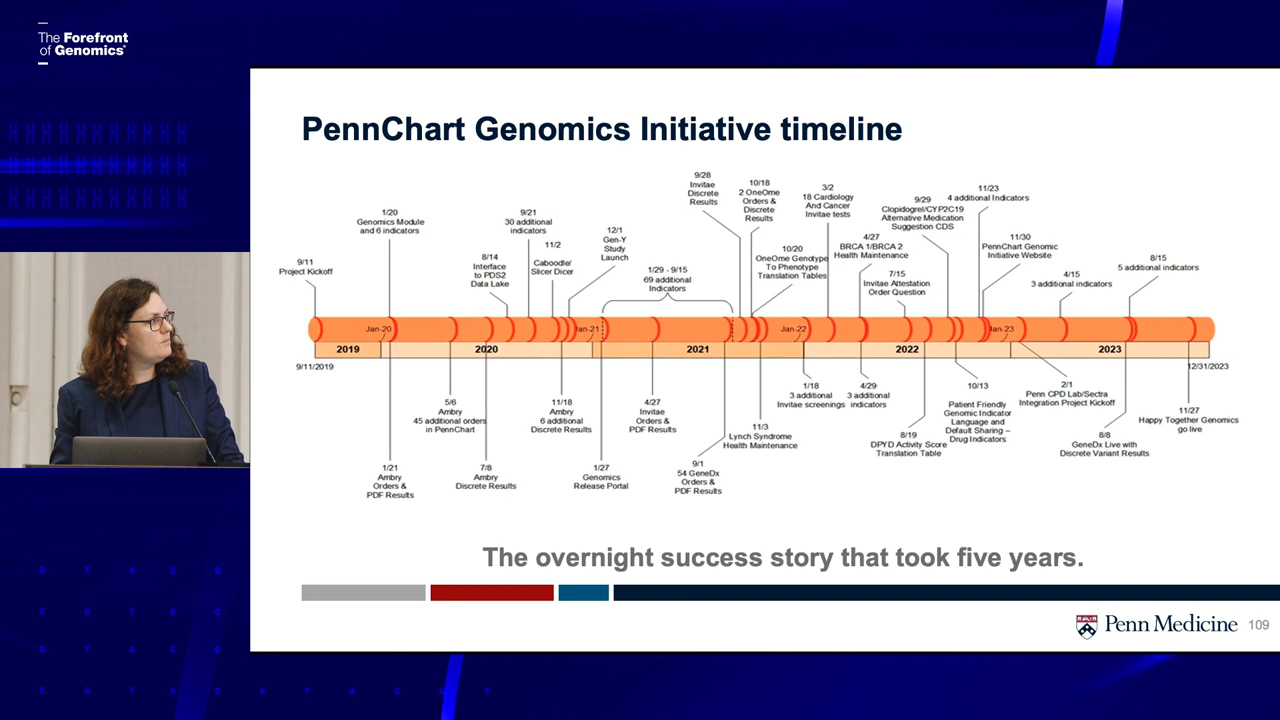 The Forefront
of Genomics®
PennChart Genomics Initiative timeline
9/11
Project Kickoff
1/20
Genomics Module
and 6 indicators
8/14
Interface
to PDS2
Data Lake
9/21
30 additional
indicators
11/2
Caboodle/
Slicer Dicer
12/1
Gen-Y
Study
Launch
1/29 - 9/15
69 additional
Indicators
9/28
Invitae
Discrete
Results
10/18
2 OneOme
Orders &
Discrete
Results
10/20
OneOme Genotype
To Phenotype
Translation Tables
3/2
18 Cardiology
And Cancer
Invitae tests
4/27
BRCA 1/BRCA 2
Health Maintenance
7/15
Invitae Attestation
Order Question
9/29
Clopidogrel/CYP2C19
Alternative Medication
Suggestion CDS
11/23
4 additional Indicators
11/30
PennChart Genomic
Initiative Website
4/15
3 additional indicators
8/15
5 additional indicators
Jan-20
Jan-21
Jan-22
Jan-23
2019
2020
2021
2022
2023
9/11/2019
12/31/2023
1/21
Ambry
Orders &
PDF Results
5/6
Ambry
45 additional orders
in PennChart
7/8
Ambry
Discrete Results
11/18
Ambry
6 additional
Discrete Results
1/27
Genomics
Release Portal
4/27
Invitae
Orders &
PDF Results
9/1
54 GeneDx
Orders &
PDF Results
11/3
Lynch Syndrome
Health Maintenance
1/18
3 additional
Invitae screenings
4/29
3 additional
indicators
8/19
DPYD Activity Score
Translation Table
10/13
Patient Friendly
Genomic Indicator
Language and
Default Sharing –
Drug Indicators
2/1
Penn CPD Lab/Sectra
Integration Project Kickoff
8/8
GeneDx Live with
Discrete Variant Results
11/27
Happy Together Genomics
go live
The overnight success story that took five years.
Penn Medicine
109